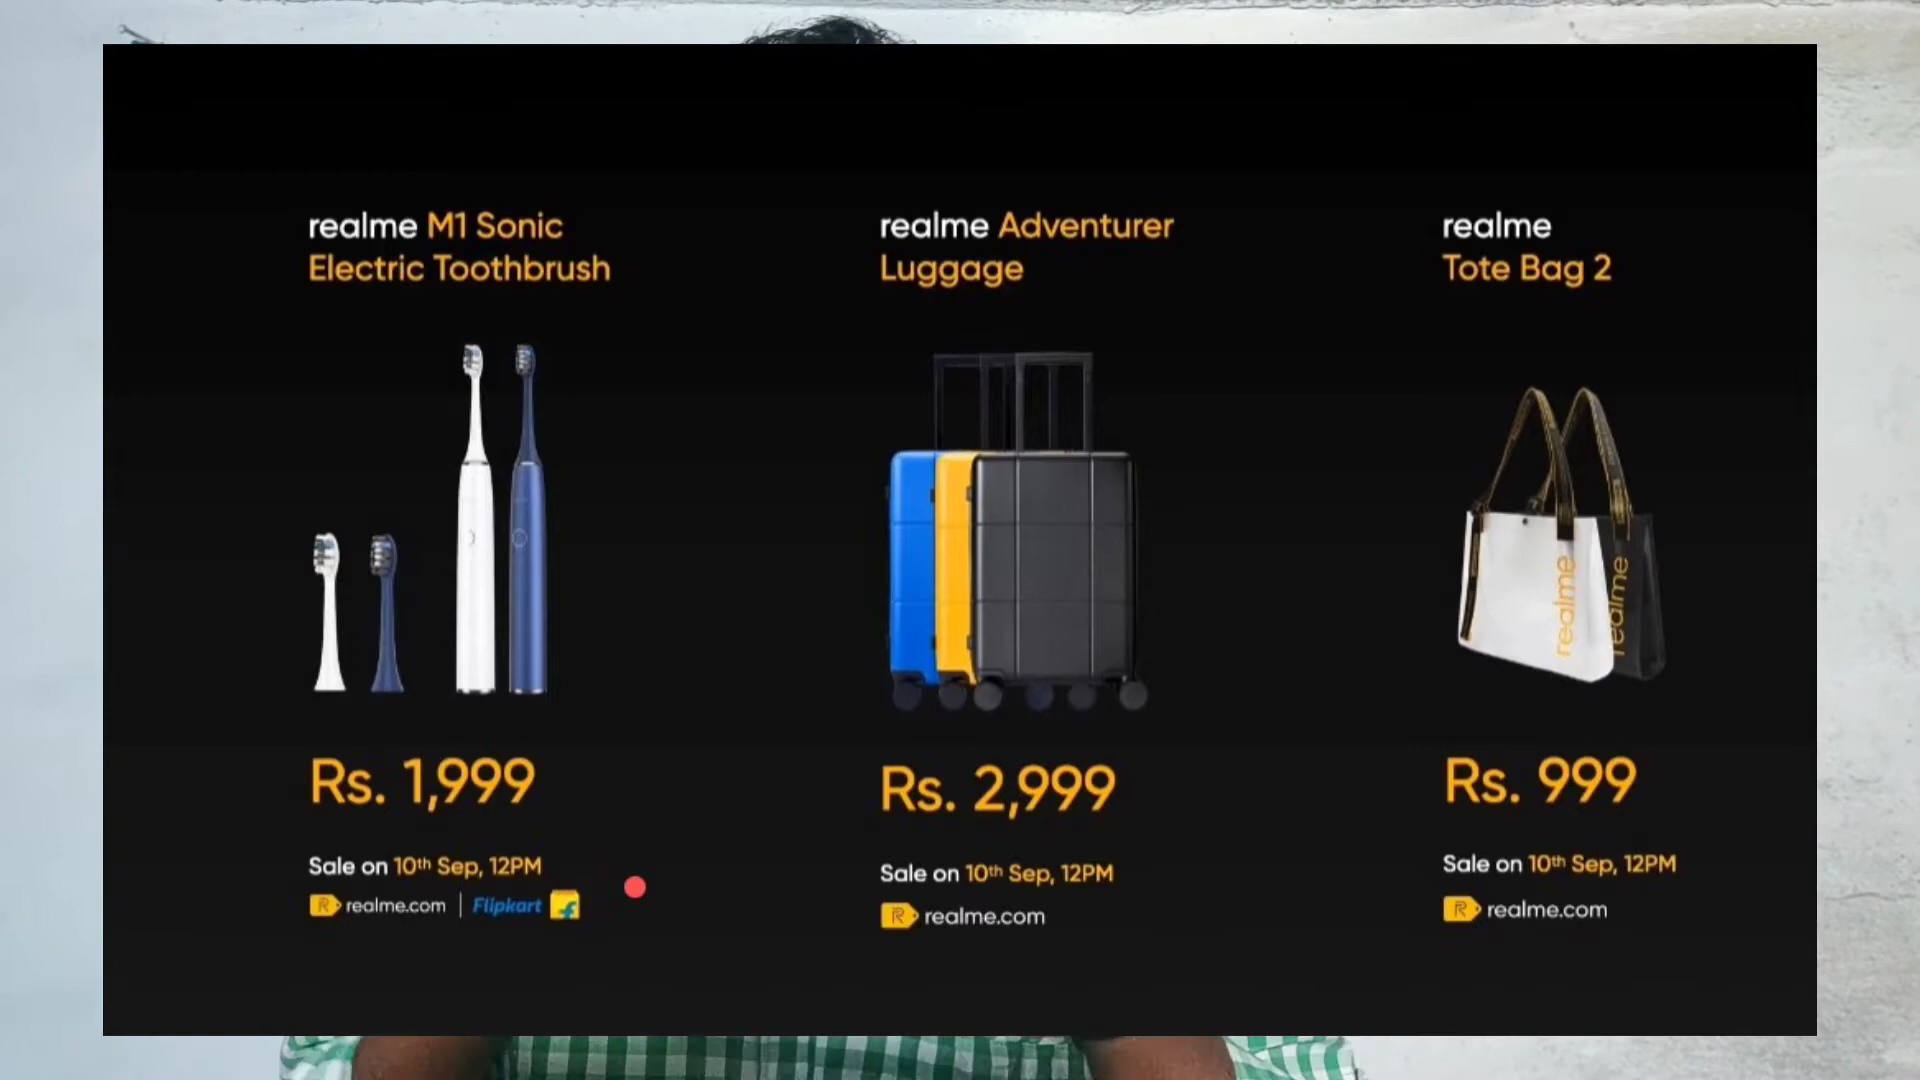 realme M1 Sonic
Electric Toothbrush
Rs. 1,999
Sale on 10th Sep, 12PM
R realme.com | Flipkart f
realme Adventurer
Luggage
Rs. 2,999
Sale on 10th Sep, 12PM
R realme.com
realme
Tote Bag 2
realme
realme
Rs. 999
Sale on 10th Sep, 12PM
R realme.com